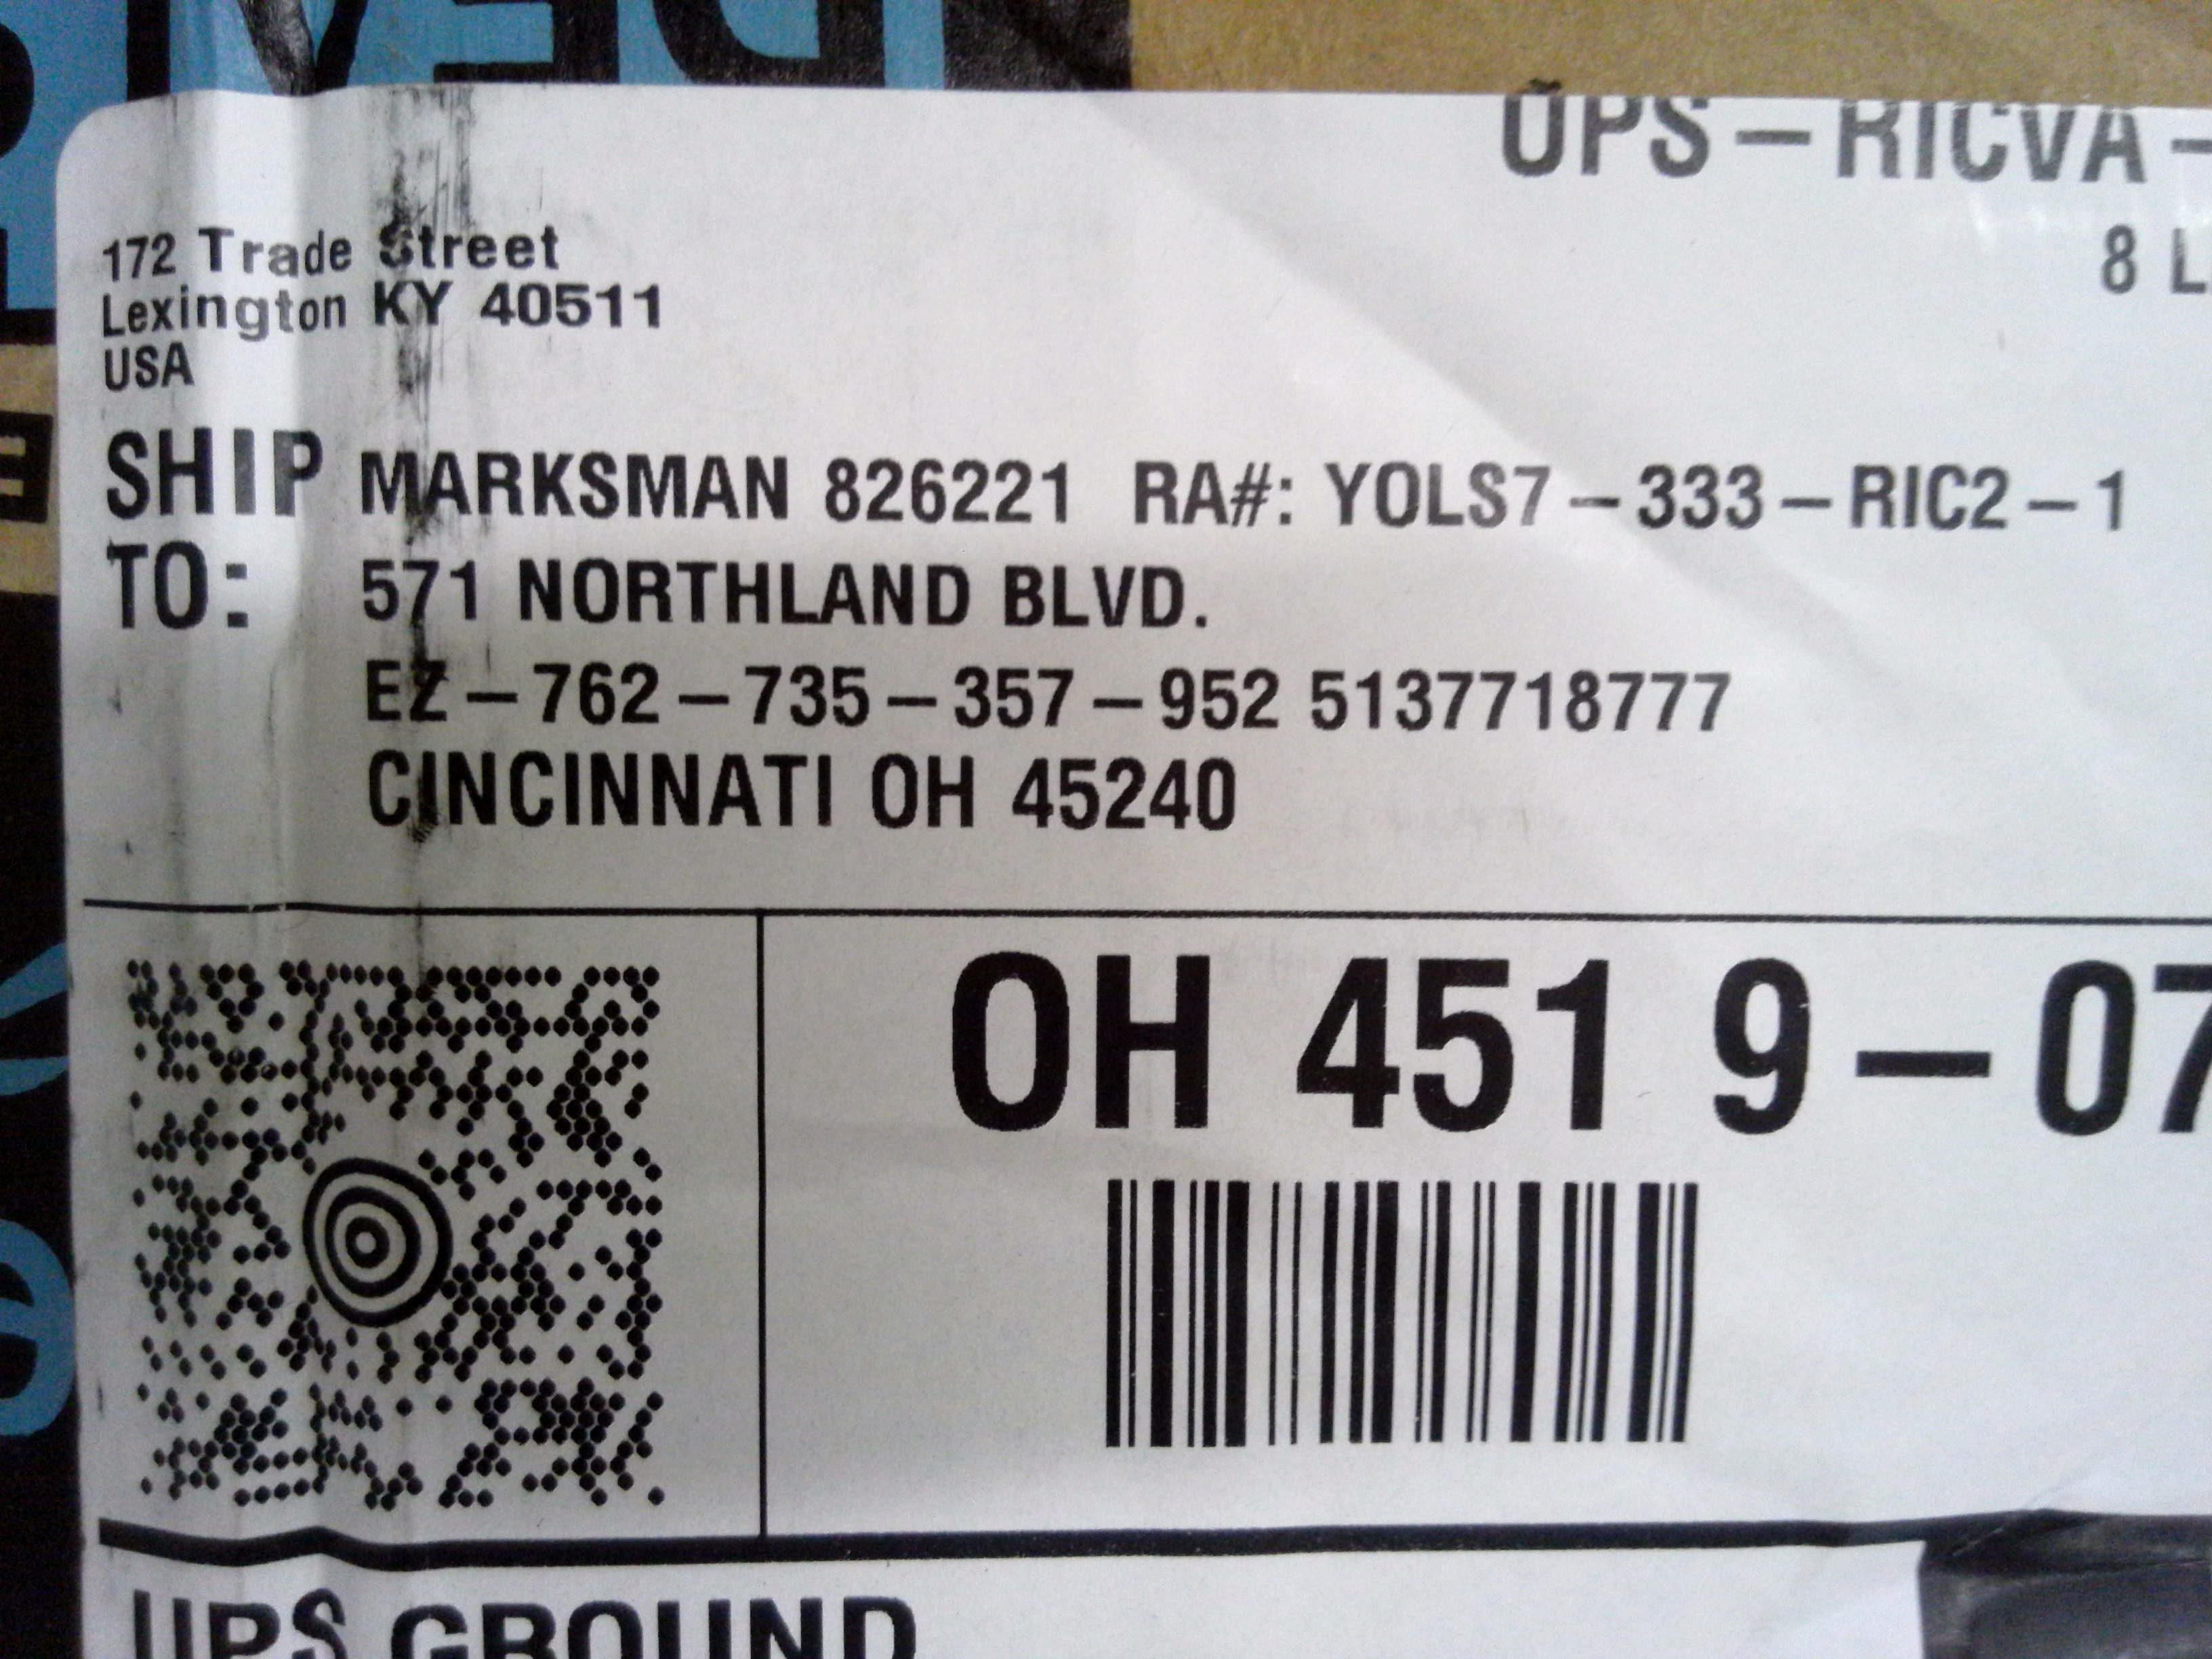 UPS – RICVA –
8 L
172 Trade Street
Lexington KY 40511
USA
SHIP MARKSMAN 826221 RA#: YOLS7 – 333 – RIC2 – 1
TO: 571 NORTHLAND BLVD.
EZ – 762 – 735 – 357 – 952 5137718777
CINCINNATI OH 45240
OH 451 9 – 07
UPS GROUND